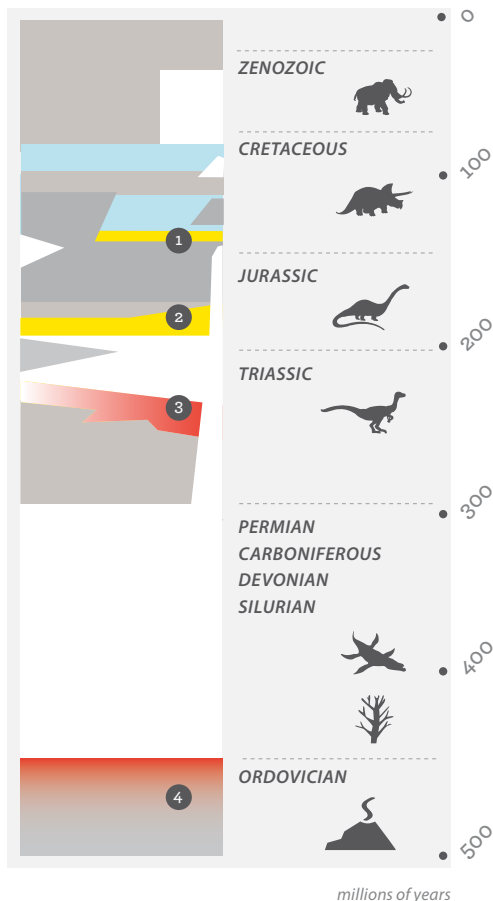 0
ZENOZOIC
CRETACEOUS
100
1
JURASSIC
2
200
TRIASSIC
3
300
PERMIAN
CARBONIFEROUS
DEVONIAN
SILURIAN
400
ORDOVICIAN
4
500
millions of years